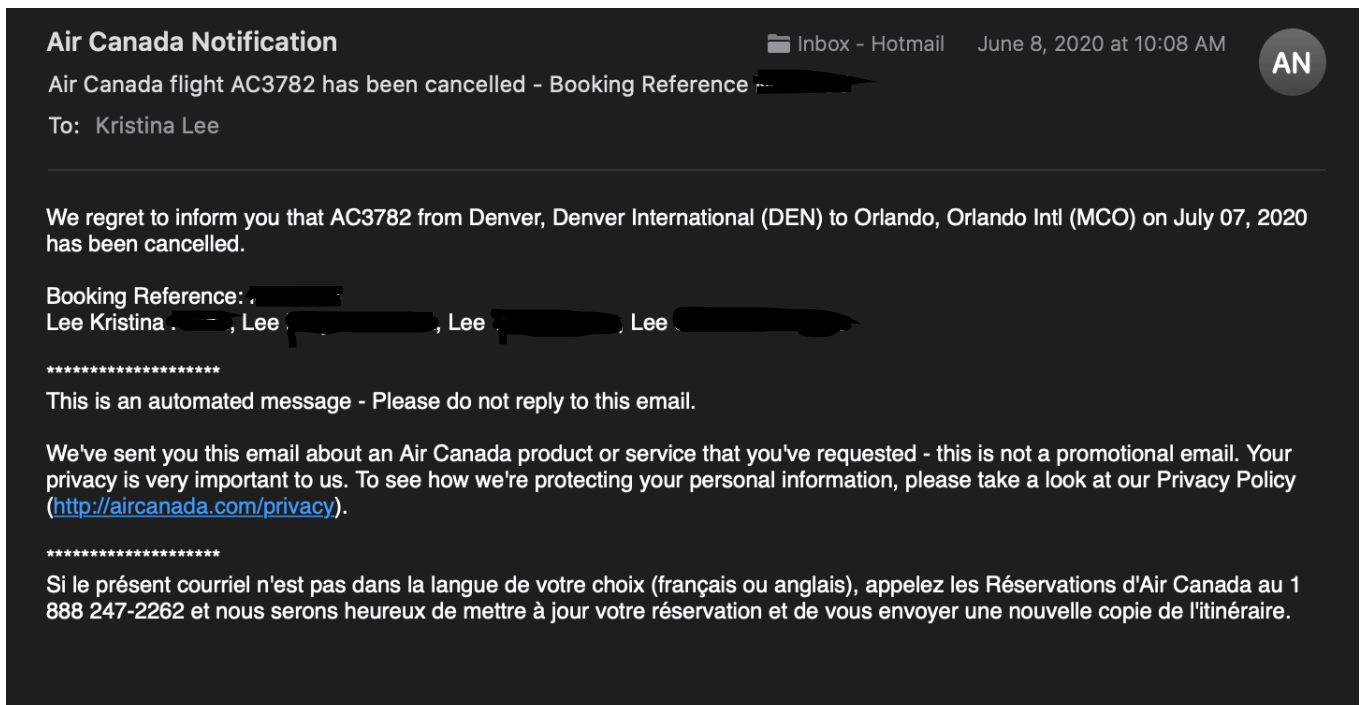 Air Canada Notification
Inbox - Hotmail June 8, 2020 at 10:08 AM
AN
Air Canada flight AC3782 has been cancelled - Booking Reference
To: Kristina Lee
We regret to inform you that AC3782 from Denver, Denver International (DEN) to Orlando, Orlando Intl (MCO) on July 07, 2020
has been cancelled.
Booking Reference:
Lee Kristina , Lee , Lee , Lee
********************
This is an automated message - Please do not reply to this email.
We've sent you this email about an Air Canada product or service that you've requested - this is not a promotional email. Your
privacy is very important to us. To see how we're protecting your personal information, please take a look at our Privacy Policy
(http://aircanada.com/privacy).
********************
Si le présent courriel n'est pas dans la langue de votre choix (français ou anglais), appelez les Réservations d'Air Canada au 1
888 247-2262 et nous serons heureux de mettre à jour votre réservation et de vous envoyer une nouvelle copie de l'itinéraire.